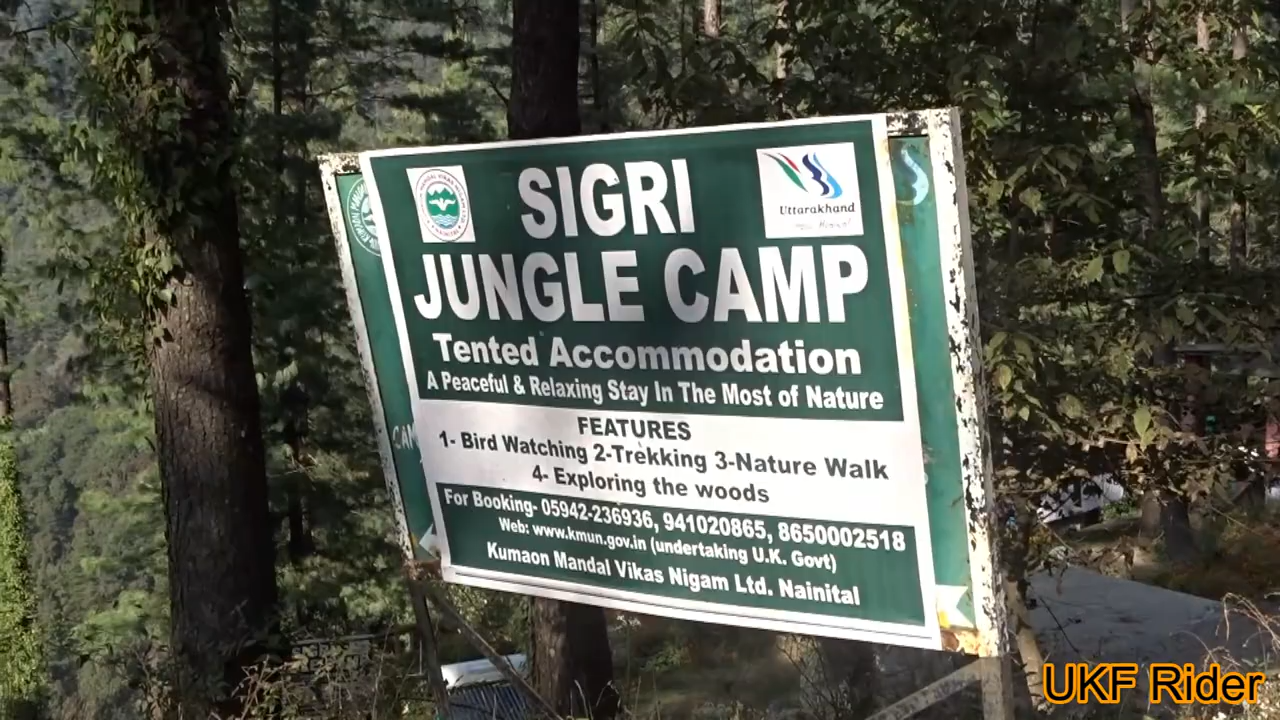 SIGRI
JUNGLE CAMP
Uttarakhand
Tented Accommodation
A Peaceful & Relaxing Stay In The Most of Nature
FEATURES
1- Bird Watching 2-Trekking 3-Nature Walk
4- Exploring the woods
For Booking- 05942-236936, 941020865, 8650002518
Web: www.kmun.gov.in (undertaking U.K. Govt)
Kumaon Mandal Vikas Nigam Ltd. Nainital
CAM
UKF Rider